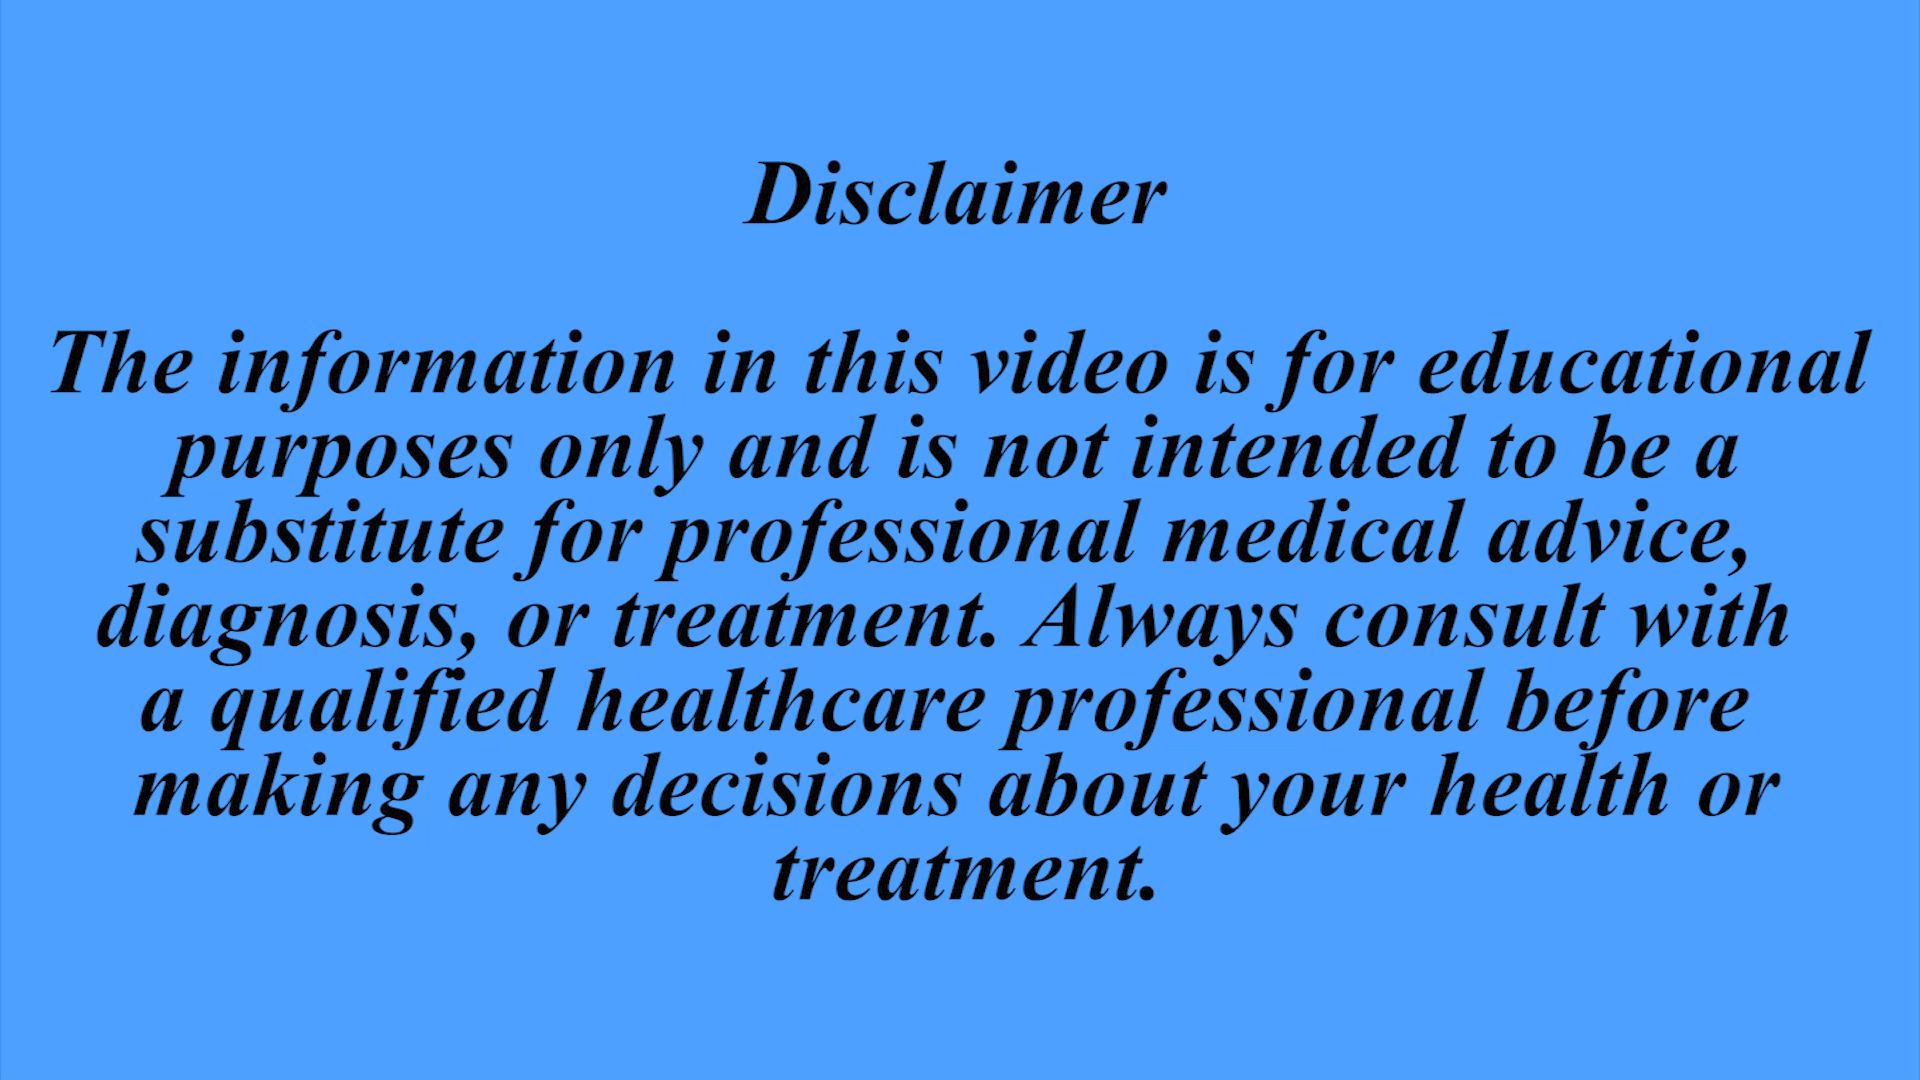 Disclaimer
The information in this video is for educational
purposes only and is not intended to be a
substitute for professional medical advice,
diagnosis, or treatment. Always consult with
a qualified healthcare professional before
making any decisions about your health or
treatment.